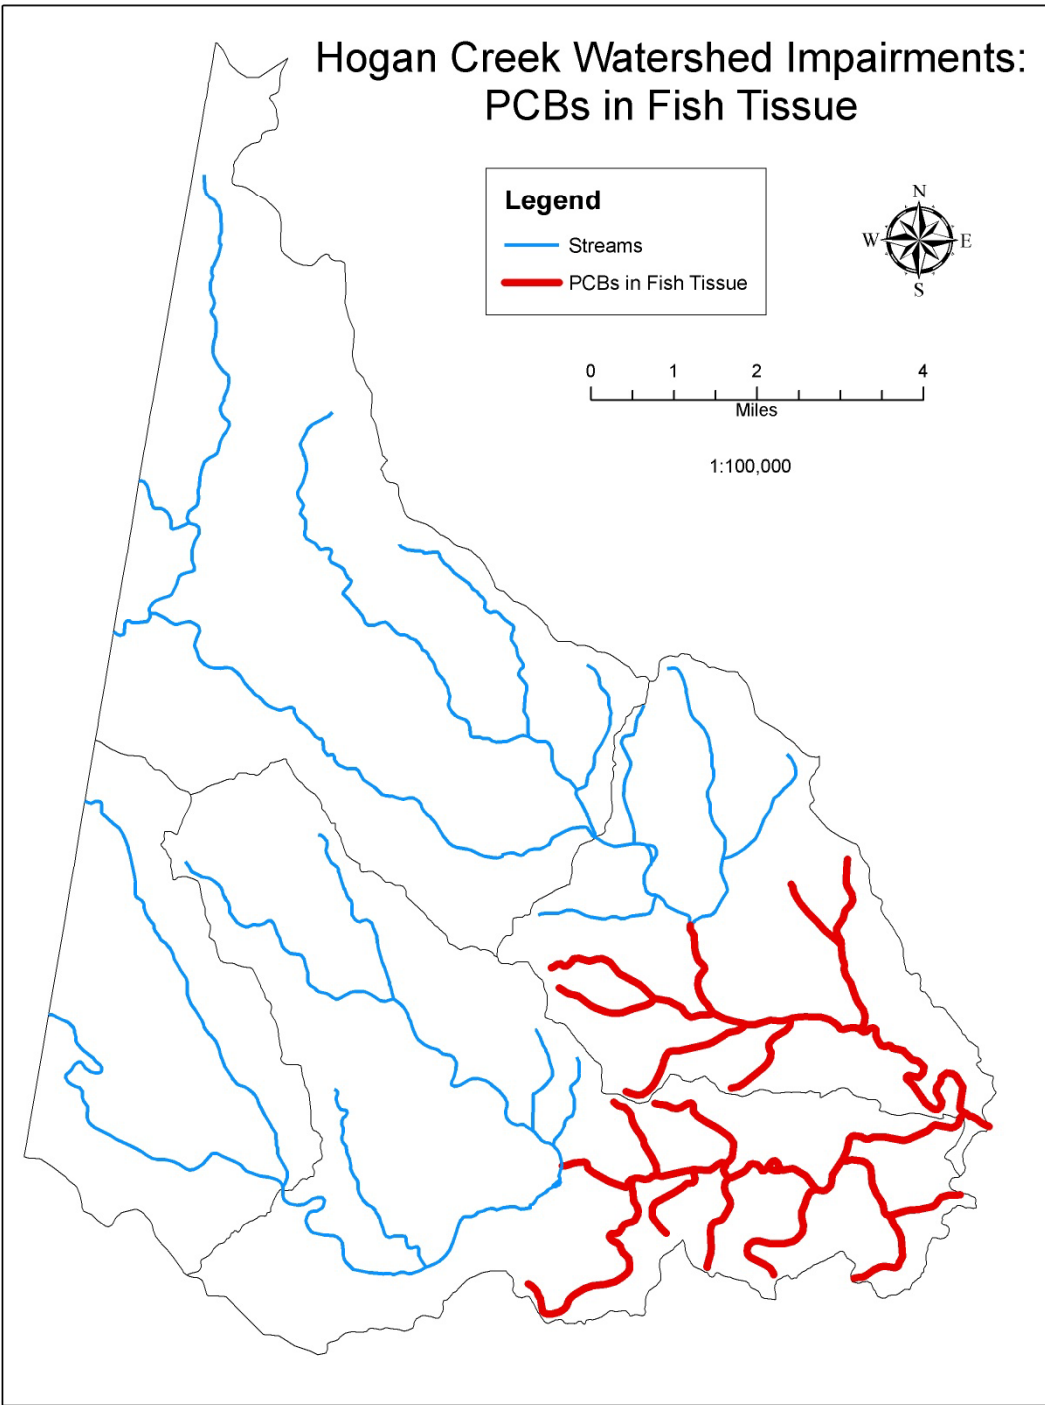 Hogan Creek Watershed Impairments:
PCBs in Fish Tissue
Legend
Streams
PCBs in Fish Tissue
N
W E
S
0 1 2 4
Miles
1:100,000